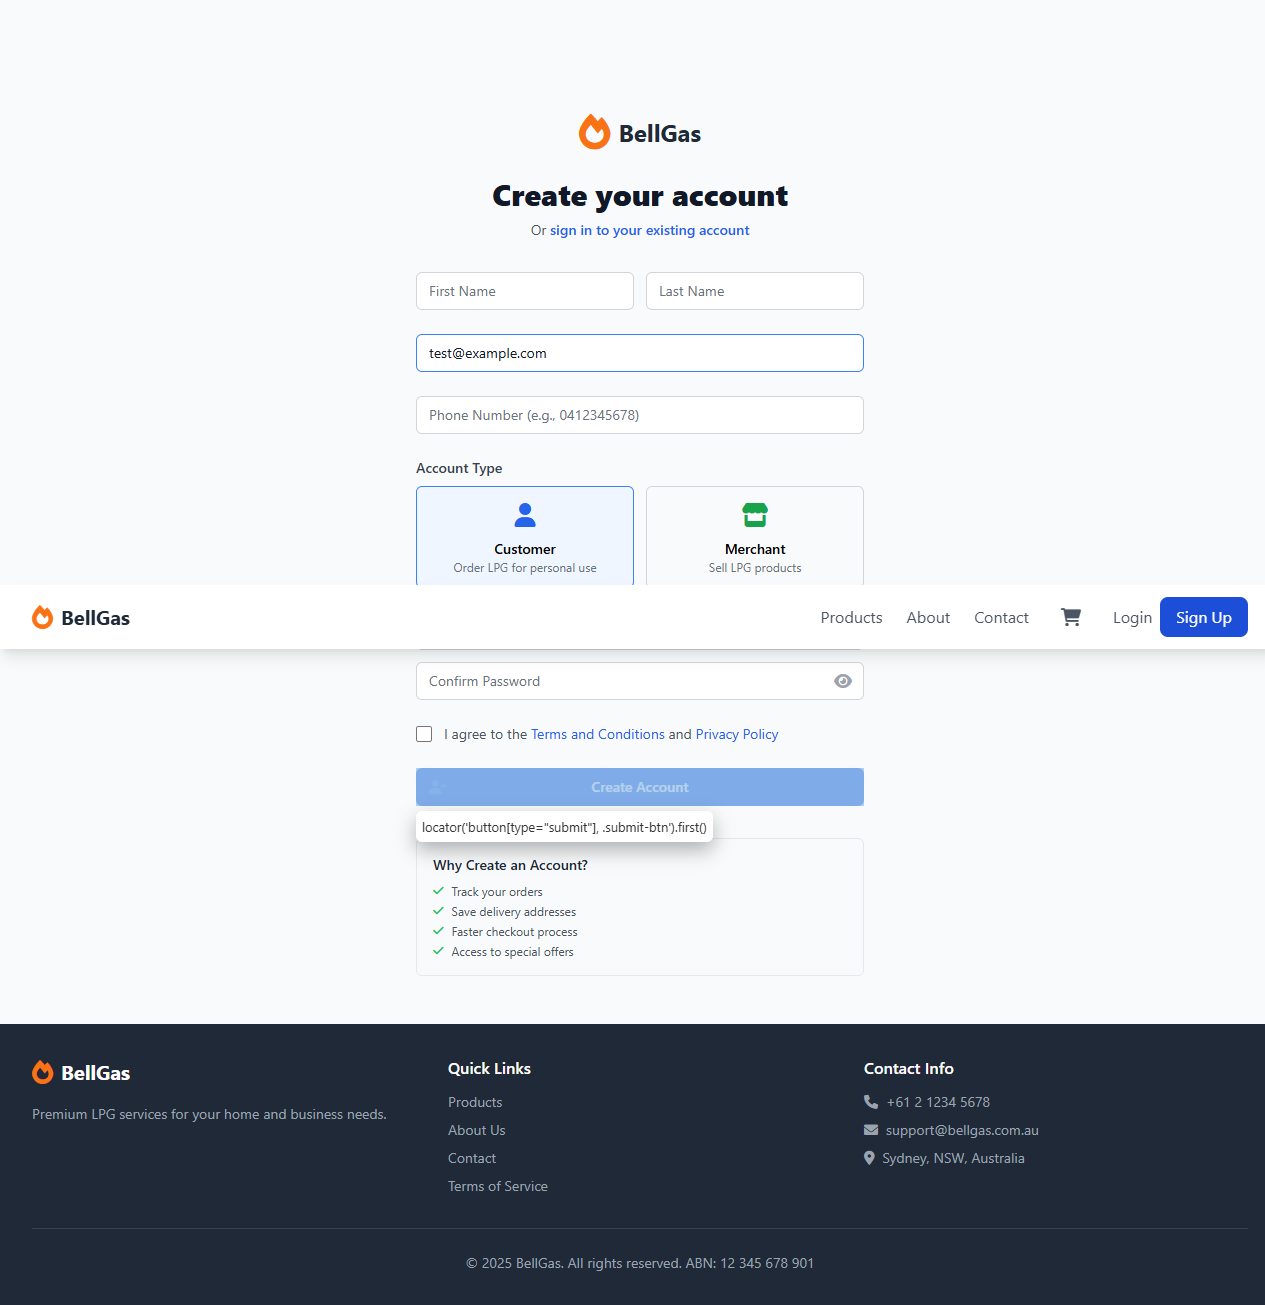 BellGas
Create your account
Or sign in to your existing account
First Name
Last Name
test@example.com
Phone Number (e.g., 0412345678)
Account Type
Customer
Order LPG for personal use
Merchant
Sell LPG products
BellGas
Products
About
Contact
Login
Sign Up
Confirm Password
I agree to the Terms and Conditions and Privacy Policy
Create Account
locator('button[type="submit"], .submit-btn').first()
Why Create an Account?
Track your orders
Save delivery addresses
Faster checkout process
Access to special offers
BellGas
Premium LPG services for your home and business needs.
Quick Links
Products
About Us
Contact
Terms of Service
Contact Info
+61 2 1234 5678
support@bellgas.com.au
Sydney, NSW, Australia
© 2025 BellGas. All rights reserved. ABN: 12 345 678 901